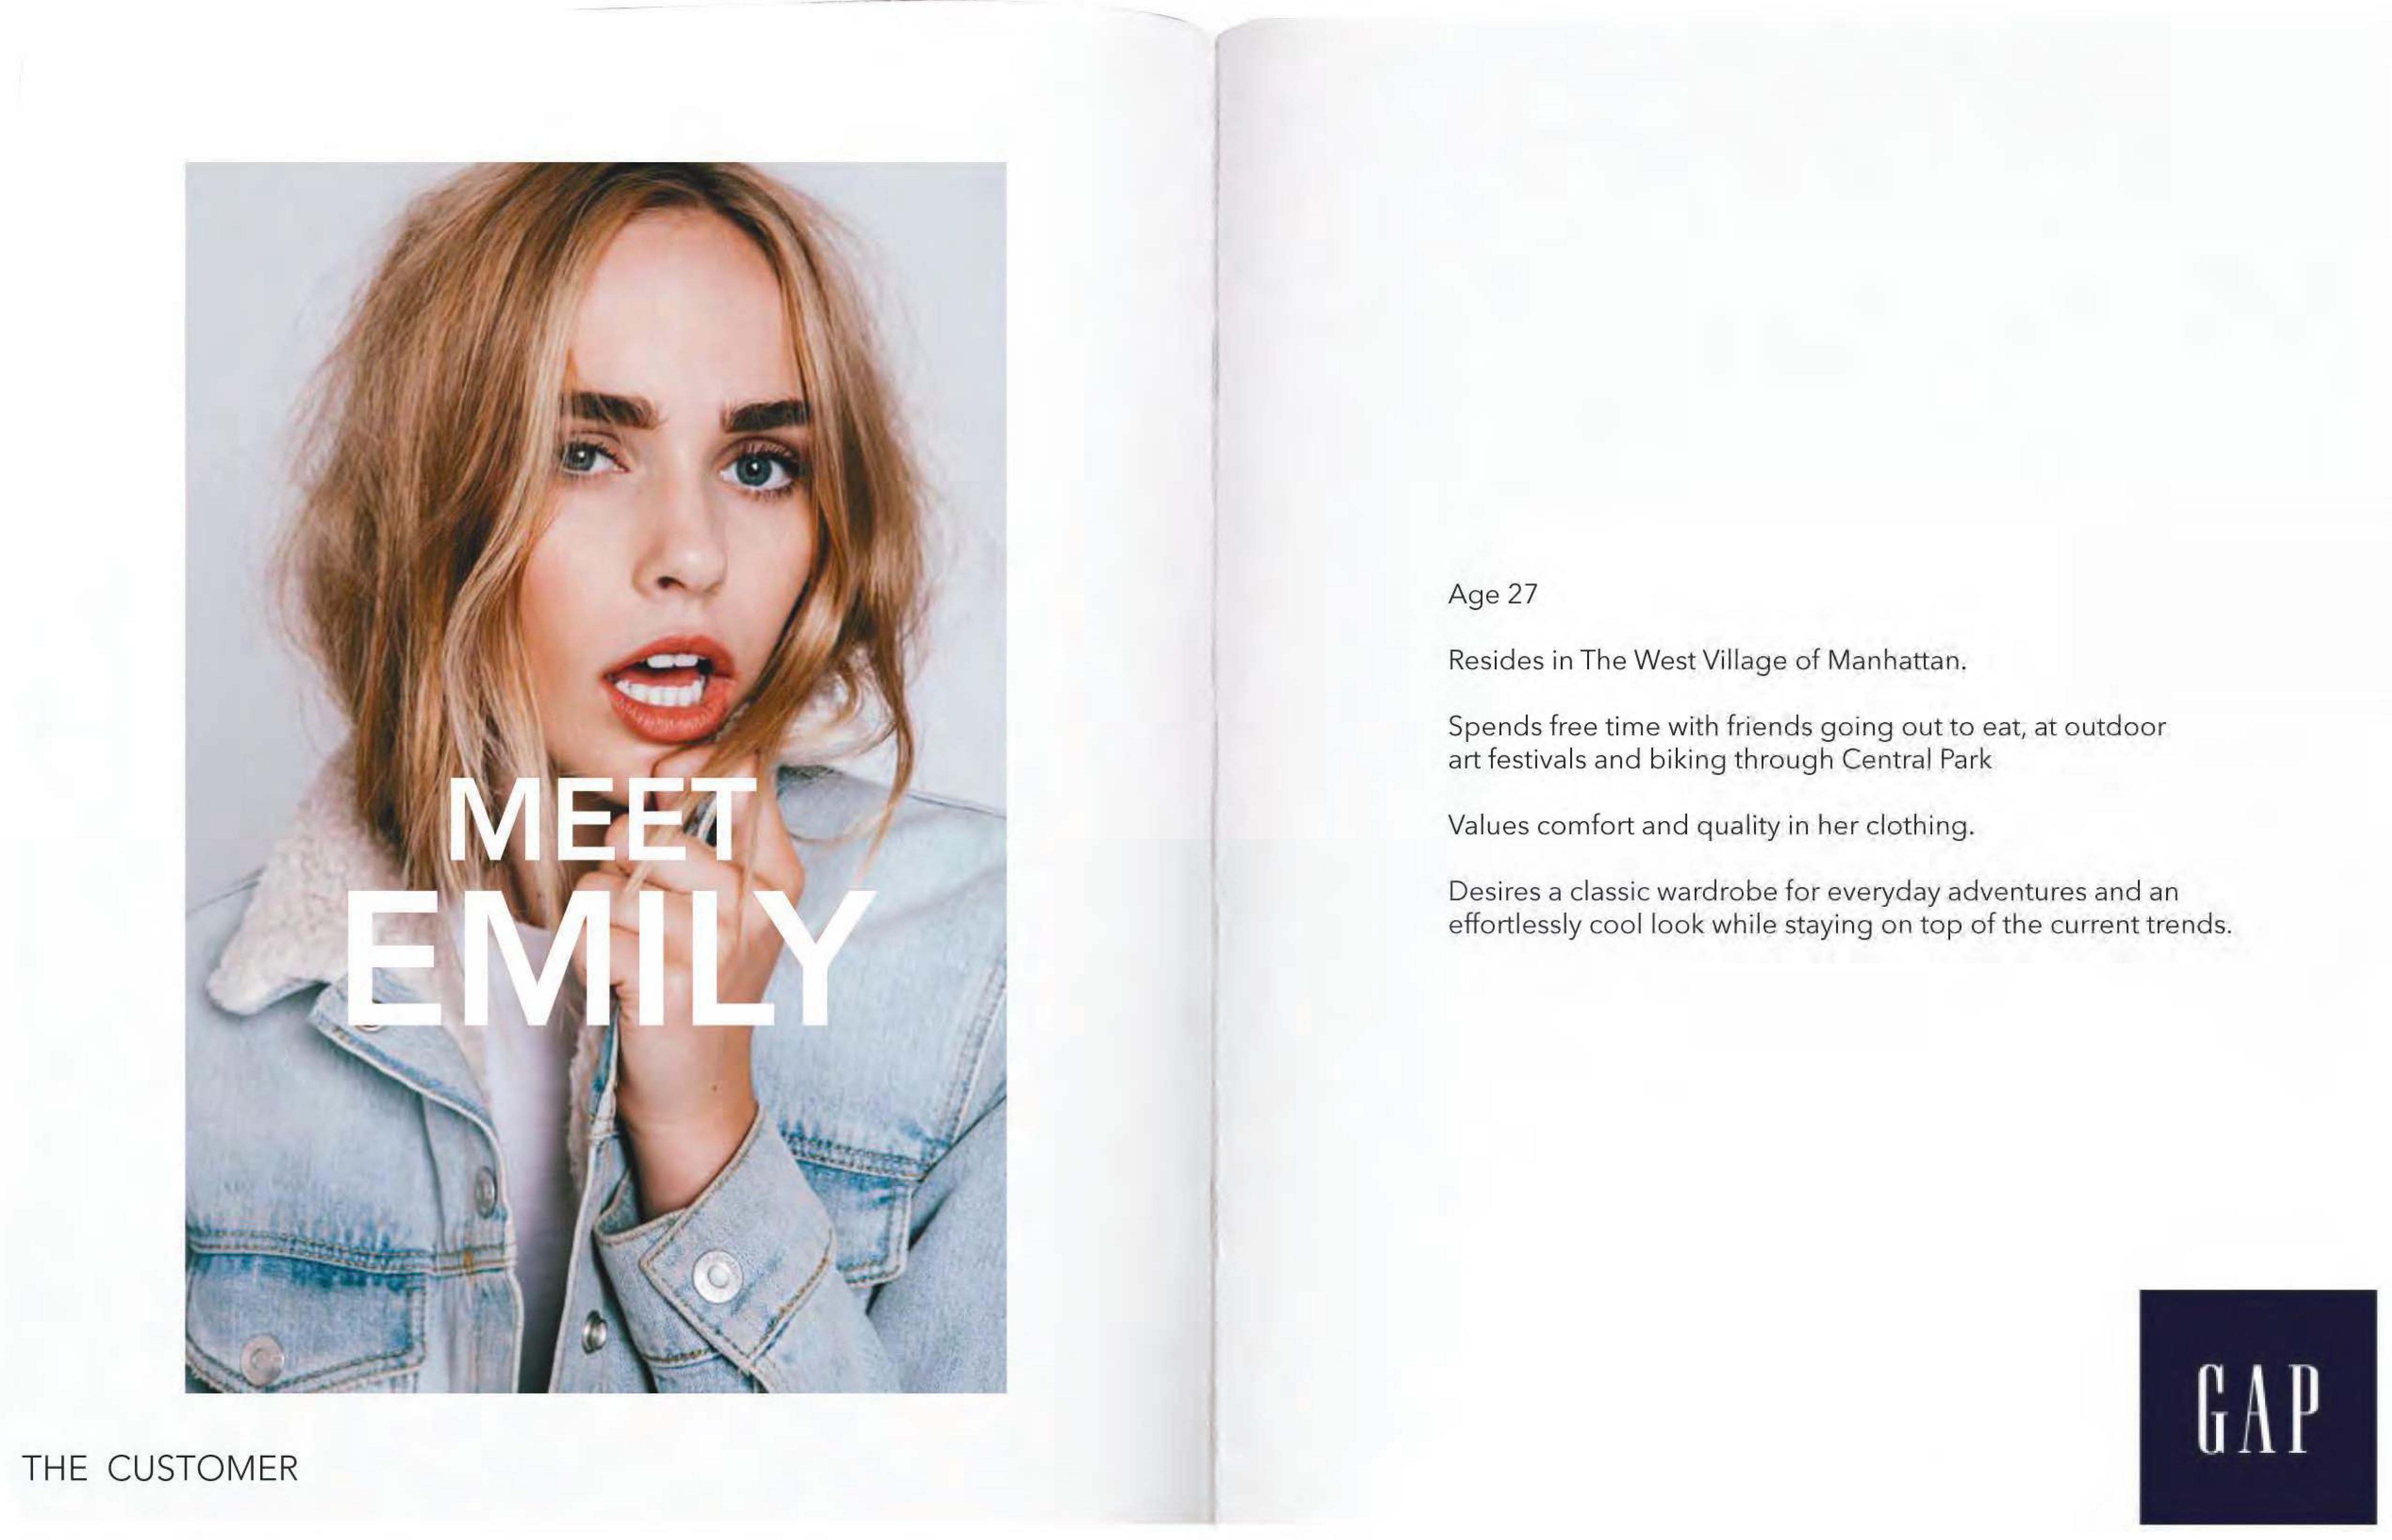 MEET
EMILY
THE CUSTOMER
Age 27
Resides in The West Village of Manhattan.
Spends free time with friends going out to eat, at outdoor
art festivals and biking through Central Park
Values comfort and quality in her clothing.
Desires a classic wardrobe for everyday adventures and an
effortlessly cool look while staying on top of the current trends.
GAP